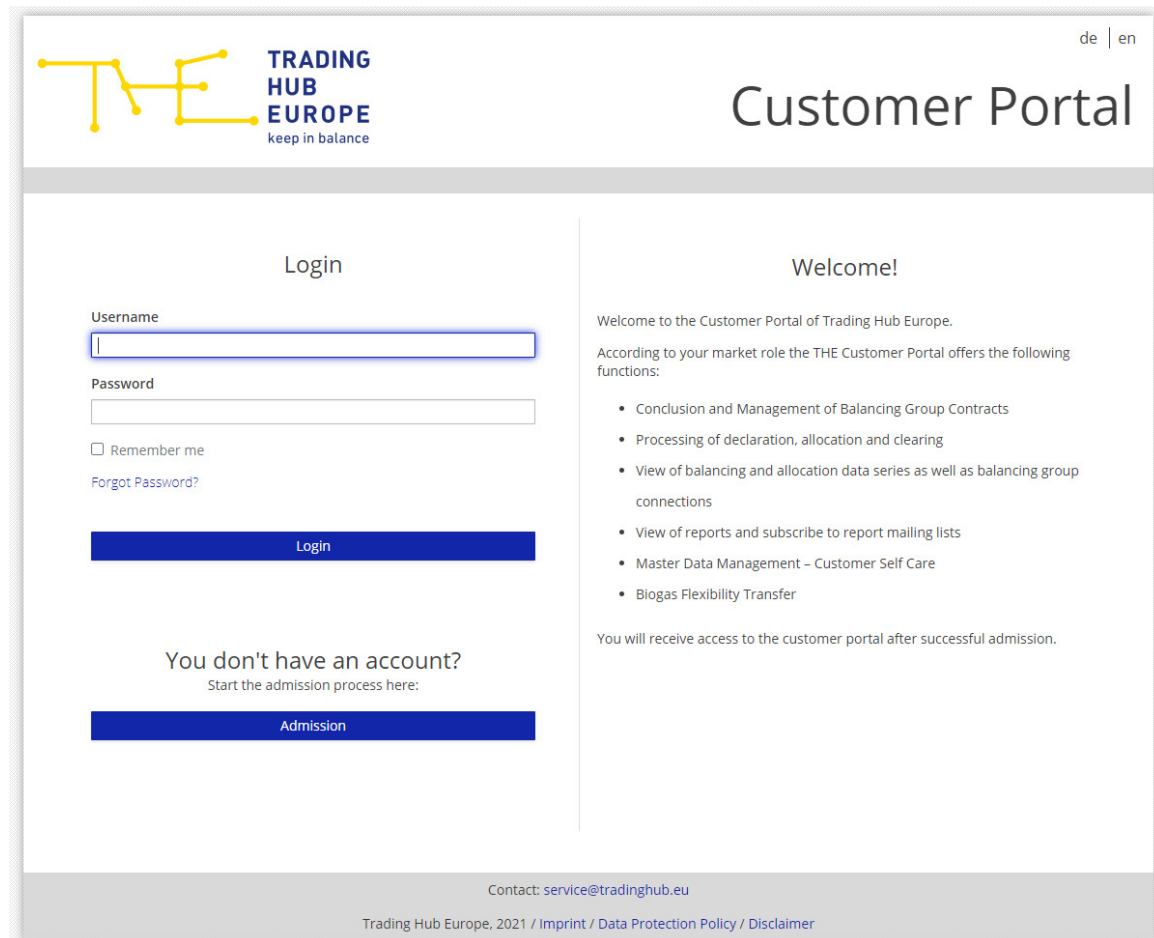 de | en
THE
TRADING
HUB
EUROPE
keep in balance
Customer Portal
Login
Username
Password
Remember me
Forgot Password?
Login
You don't have an account?
Start the admission process here:
Admission
Welcome!
Welcome to the Customer Portal of Trading Hub Europe.
According to your market role the THE Customer Portal offers the following
functions:
• Conclusion and Management of Balancing Group Contracts
• Processing of declaration, allocation and clearing
• View of balancing and allocation data series as well as balancing group
connections
• View of reports and subscribe to report mailing lists
• Master Data Management – Customer Self Care
• Biogas Flexibility Transfer
You will receive access to the customer portal after successful admission.
Contact: service@tradinghub.eu
Trading Hub Europe, 2021 / Imprint / Data Protection Policy / Disclaimer